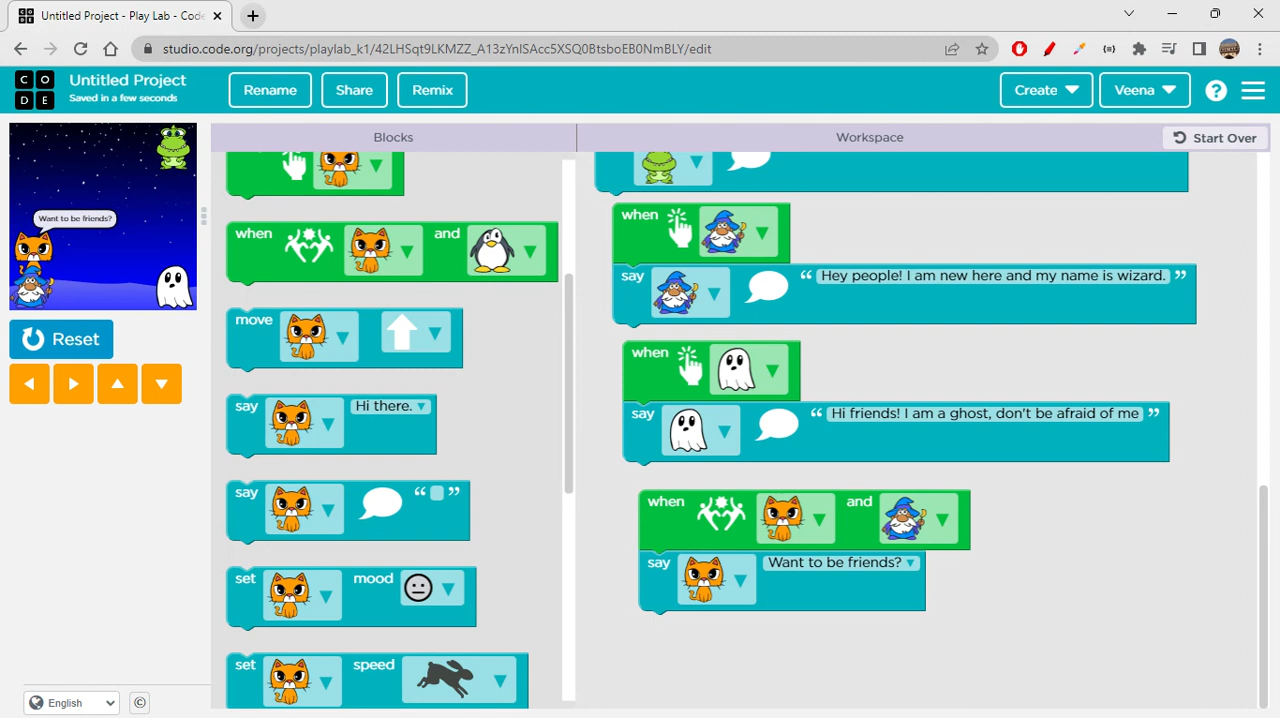 Untitled Project - Play Lab - Code
studio.code.org/projects/playlab_k1/42LHSqt9LKMZZ_A13zYnlSAcc5XSQ0BtsboEB0NmBLY/edit
C O D E
Untitled Project
Saved in a few seconds
Rename
Share
Remix
Create
Veena
?
Blocks
Workspace
Start Over
Want to be friends?
Reset
when and
move
say Hi there.
say “ ”
set mood
set speed
when
say “ Hey people! I am new here and my name is wizard. ”
when
say “ Hi friends! I am a ghost, don't be afraid of me ”
when and
say Want to be friends?
English
©